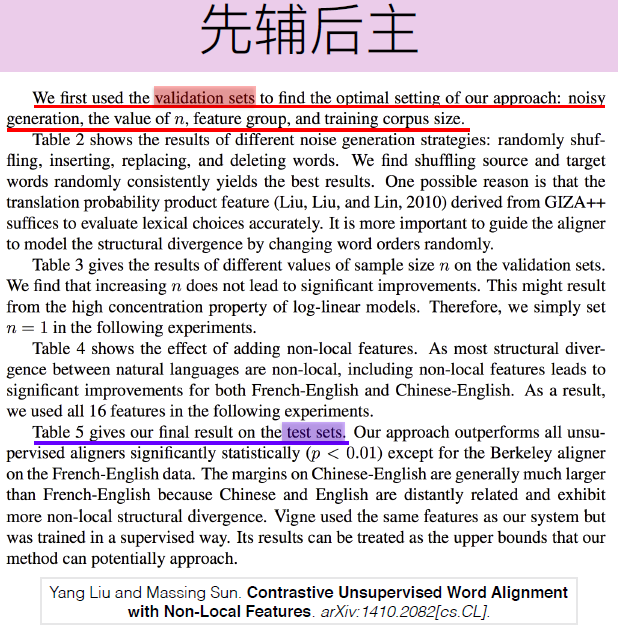 先辅后主
We first used the validation sets to find the optimal setting of our approach: noisy
generation, the value of n, feature group, and training corpus size.
Table 2 shows the results of different noise generation strategies: randomly shuf-
fling, inserting, replacing, and deleting words. We find shuffling source and target
words randomly consistently yields the best results. One possible reason is that the
translation probability product feature (Liu, Liu, and Lin, 2010) derived from GIZA++
suffices to evaluate lexical choices accurately. It is more important to guide the aligner
to model the structural divergence by changing word orders randomly.
Table 3 gives the results of different values of sample size n on the validation sets.
We find that increasing n does not lead to significant improvements. This might result
from the high concentration property of log-linear models. Therefore, we simply set
n = 1 in the following experiments.
Table 4 shows the effect of adding non-local features. As most structural diver-
gence between natural languages are non-local, including non-local features leads to
significant improvements for both French-English and Chinese-English. As a result,
we used all 16 features in the following experiments.
Table 5 gives our final result on the test sets. Our approach outperforms all unsu-
pervised aligners significantly statistically (p < 0.01) except for the Berkeley aligner
on the French-English data. The margins on Chinese-English are generally much larger
than French-English because Chinese and English are distantly related and exhibit
more non-local structural divergence. Vigne used the same features as our system but
was trained in a supervised way. Its results can be treated as the upper bounds that our
method can potentially approach.
Yang Liu and Massing Sun. Contrastive Unsupervised Word Alignment
with Non-Local Features. arXiv:1410.2082[cs.CL].